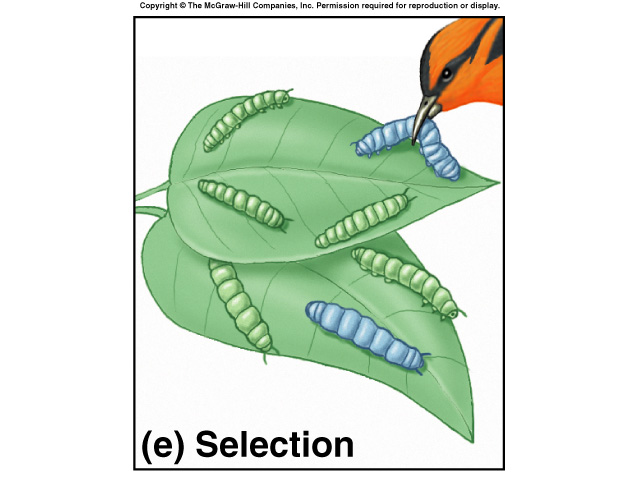 Copyright © The McGraw-Hill Companies, Inc. Permission required for reproduction or display.
(e) Selection